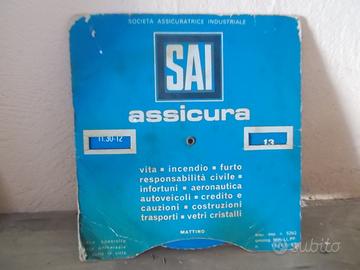 SOCIETÀ ASSICURATRICE INDUSTRIALE
SAI
assicura
11.30-12
13
vita • incendio • furto
responsabilità civile •
infortuni • aeronautica
autoveicoli • credito e
cauzioni • costruzioni
trasporti • vetri cristalli
MATTINO
subito